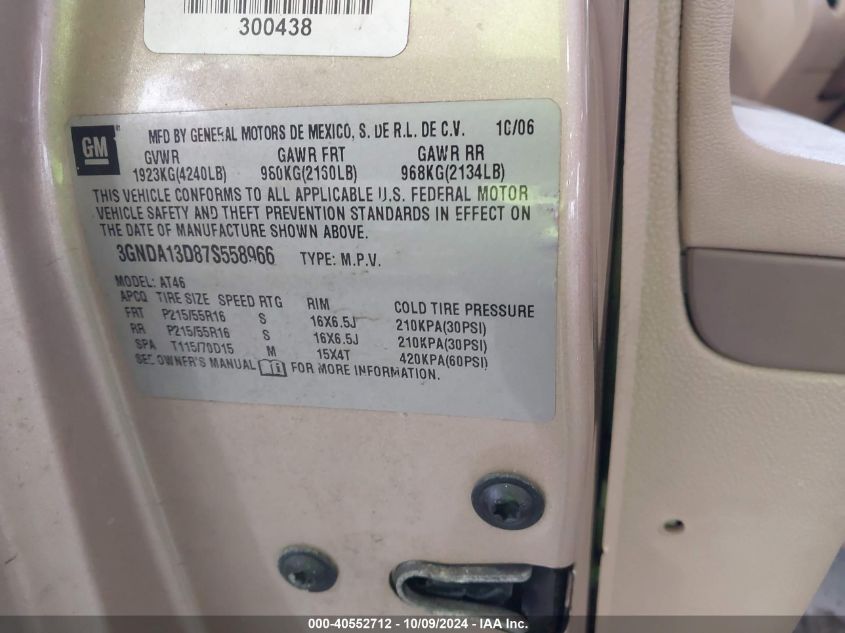 300438
GM
MFD BY GENERAL MOTORS DE MEXICO, S. DE R.L. DE C.V. 10/06
GVWR GAWR FRT GAWR RR
1923KG(4240LB) 980KG(2160LB) 968KG(2134LB)
THIS VEHICLE CONFORMS TO ALL APPLICABLE U.S. FEDERAL MOTOR
VEHICLE SAFETY AND THEFT PREVENTION STANDARDS IN EFFECT ON
THE DATE OF MANUFACTURE SHOWN ABOVE.
3GNDA13D87S558966 TYPE: M.P.V.
MODEL: AT46
APCQ TIRE SIZE SPEED RTG RIM COLD TIRE PRESSURE
FRT P215/55R16 S 16X6.5J 210KPA(30PSI)
RR P215/55R16 S 16X6.5J 210KPA(30PSI)
SPA T115/70D15 M 15X4T 420KPA(60PSI)
SEE OWNER'S MANUAL FOR MORE INFORMATION.
000-40552712 - 10/09/2024 - IAA Inc.